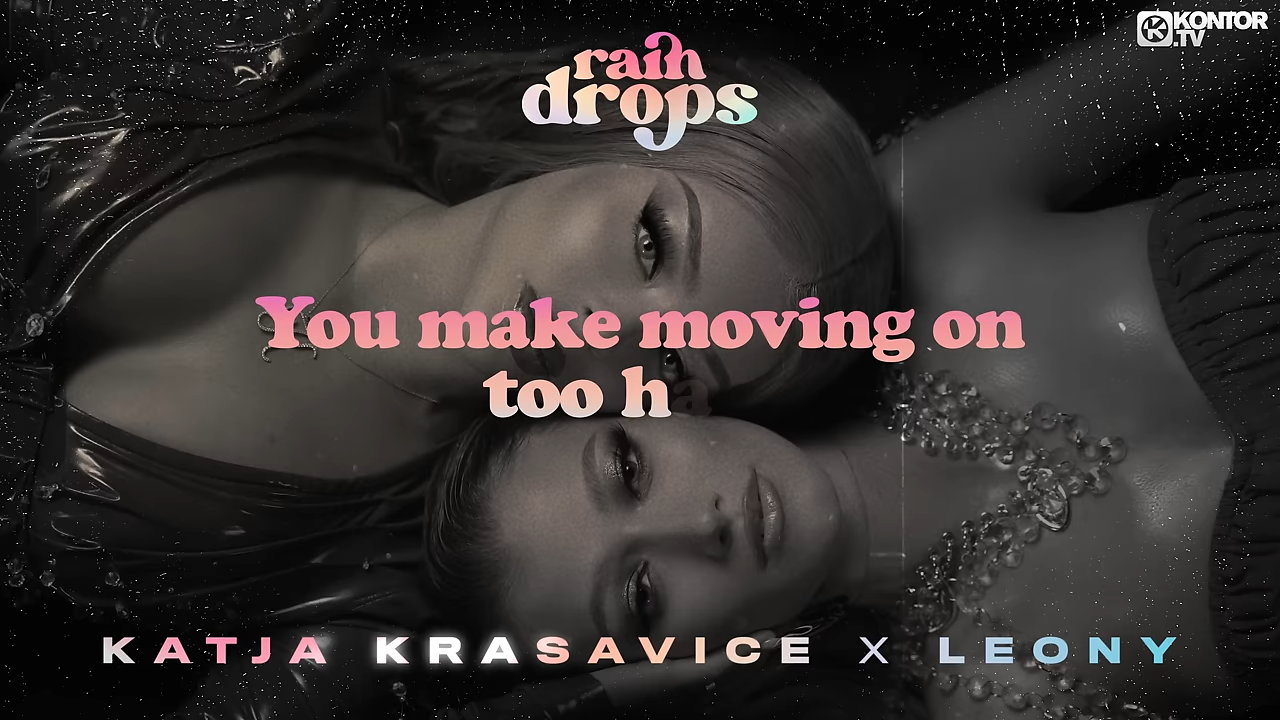 KONTOR
.TV
rain
drops
You make moving on
too ha
KATJA KRASAVICE X LEONY